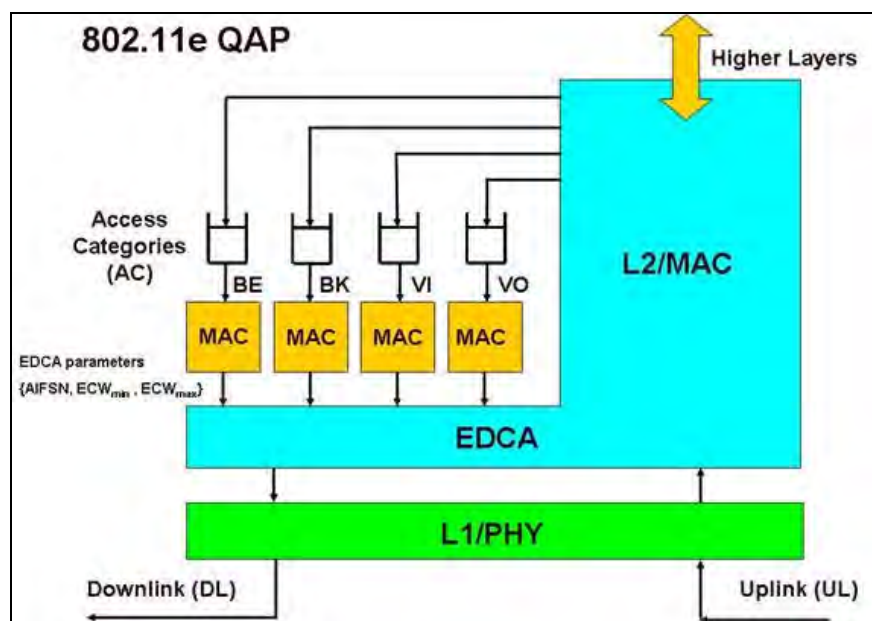 802.11e QAP
Higher Layers
Access
Categories
(AC)
L2/MAC
BE
BK
VI
VO
MAC
MAC
MAC
MAC
EDCA parameters
{AIFSN, ECWmin , ECWmax}
EDCA
L1/PHY
Downlink (DL)
Uplink (UL)